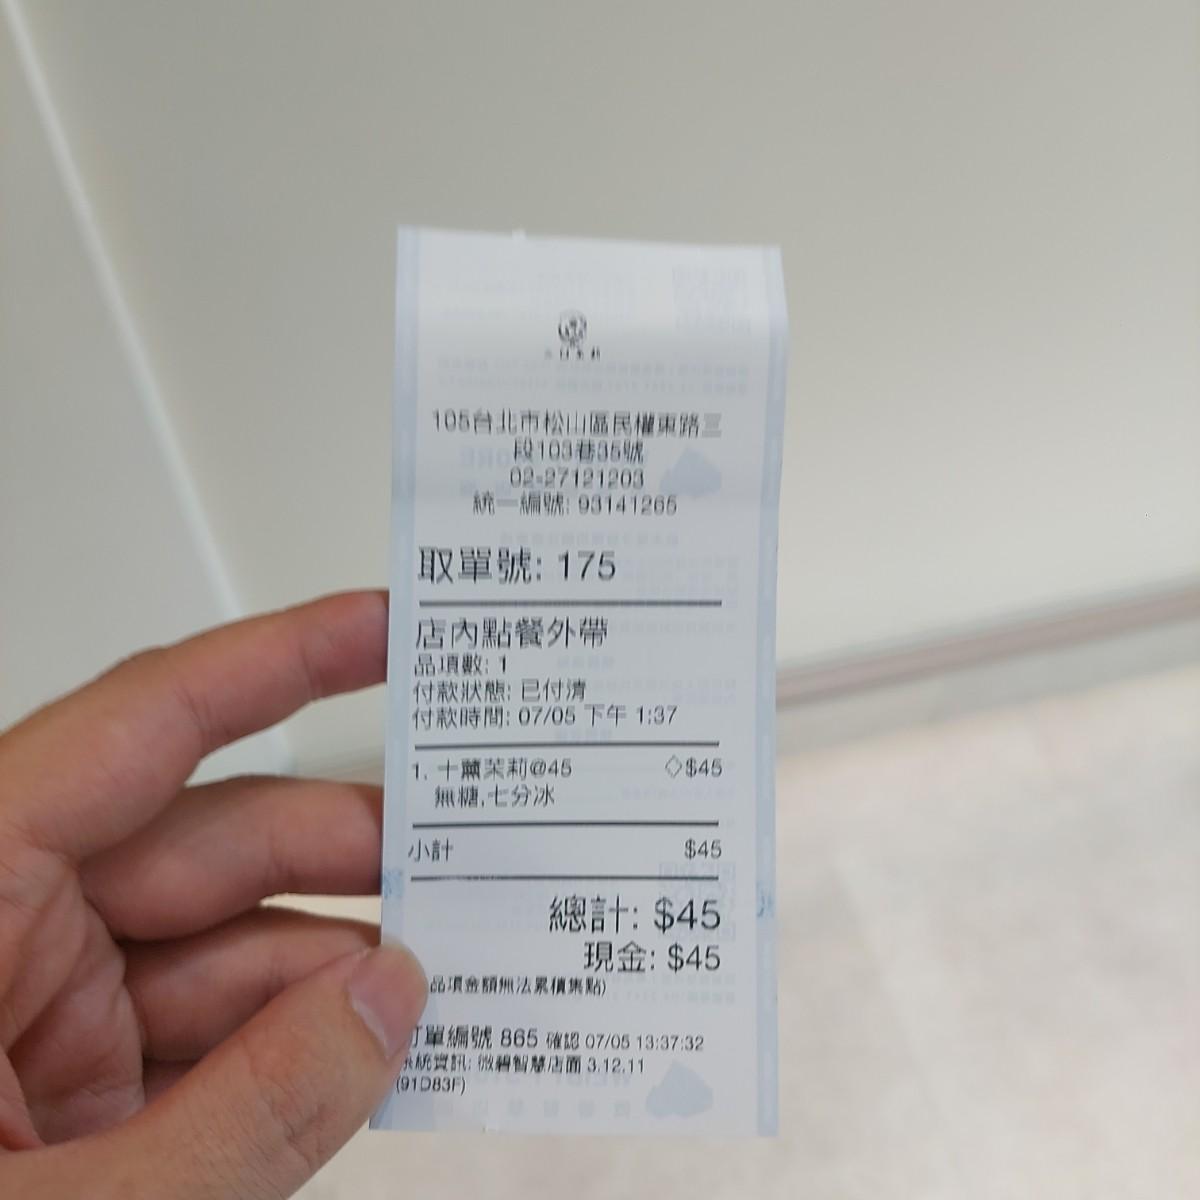 105台北市松山區民權東路三
段103巷35號
02-27121203
統一編號: 93141265
取單號: 175
店內點餐外帶
品項數: 1
付款狀態: 已付清
付款時間: 07/05 下午 1:37
1. 十薰茉莉@45 ◇$45
無糖,七分冰
小計 $45
總計: $45
現金: $45
品項金額無法累積集點)
訂單編號 865 確認 07/05 13:37:32
系統資訊: 微碧智慧店面 3.12.11
(91D83F)